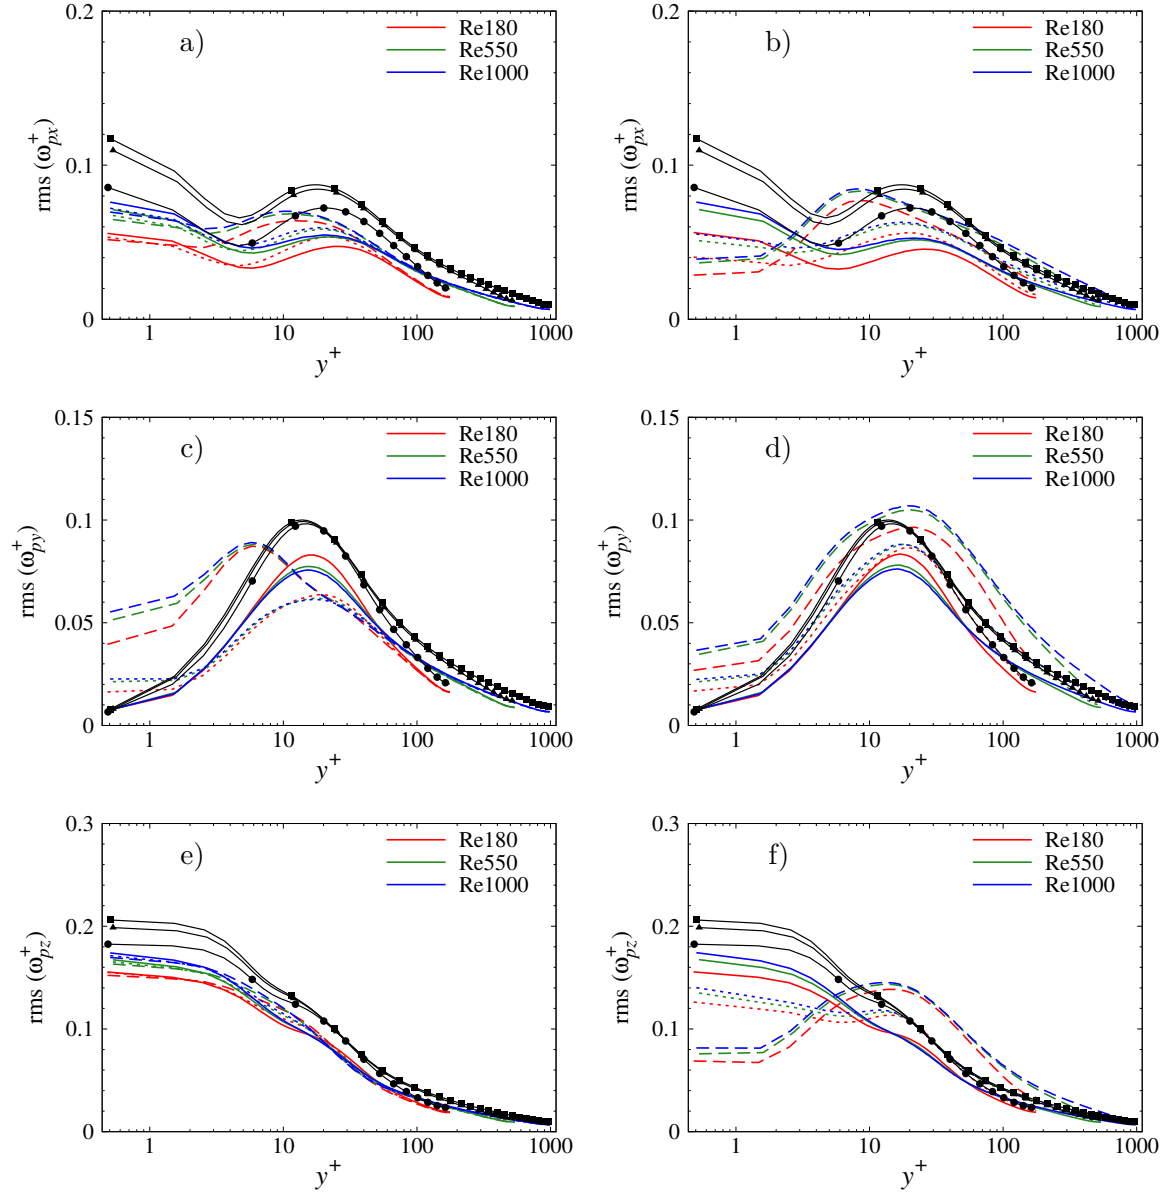 a)
Re180
Re550
Re1000
0.2
0.1
0
rms (ω⁺px)
1 10 100 1000
y⁺
b)
Re180
Re550
Re1000
0.2
0.1
0
rms (ω⁺px)
1 10 100 1000
y⁺
c)
Re180
Re550
Re1000
0.15
0.1
0.05
0
rms (ω⁺py)
1 10 100 1000
y⁺
d)
Re180
Re550
Re1000
0.15
0.1
0.05
0
rms (ω⁺py)
1 10 100 1000
y⁺
e)
Re180
Re550
Re1000
0.3
0.2
0.1
0
rms (ω⁺pz)
1 10 100 1000
y⁺
f)
Re180
Re550
Re1000
0.3
0.2
0.1
0
rms (ω⁺pz)
1 10 100 1000
y⁺